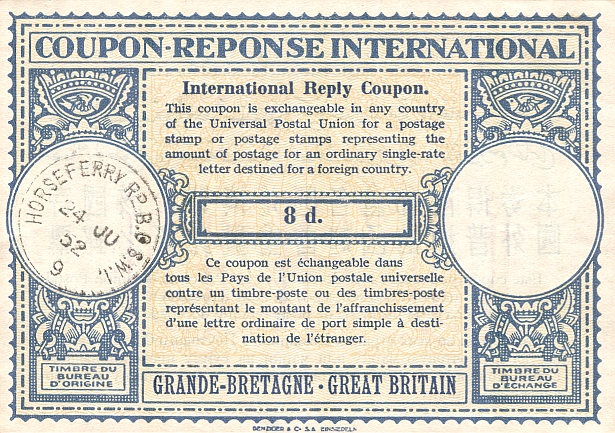 COUPON-REPONSE INTERNATIONAL
International Reply Coupon.
This coupon is exchangeable in any country
of the Universal Postal Union for a postage
stamp or postage stamps representing the
amount of postage for an ordinary single-rate
letter destined for a foreign country.
HORSEFERRY RD. B.O. S.W.1.
24 JU
52
9
8 d.
Ce coupon est échangeable dans
tous les Pays de l'Union postale universelle
contre un timbre-poste ou des timbres-poste
représentant le montant de l'affranchissement
d'une lettre ordinaire de port simple à desti-
nation de l'étranger.
TIMBRE DU
BUREAU
D'ORIGINE
GRANDE-BRETAGNE · GREAT BRITAIN
TIMBRE DU
BUREAU
D'ÉCHANGE
BENZIGER & Co S.A. EINSIEDELN